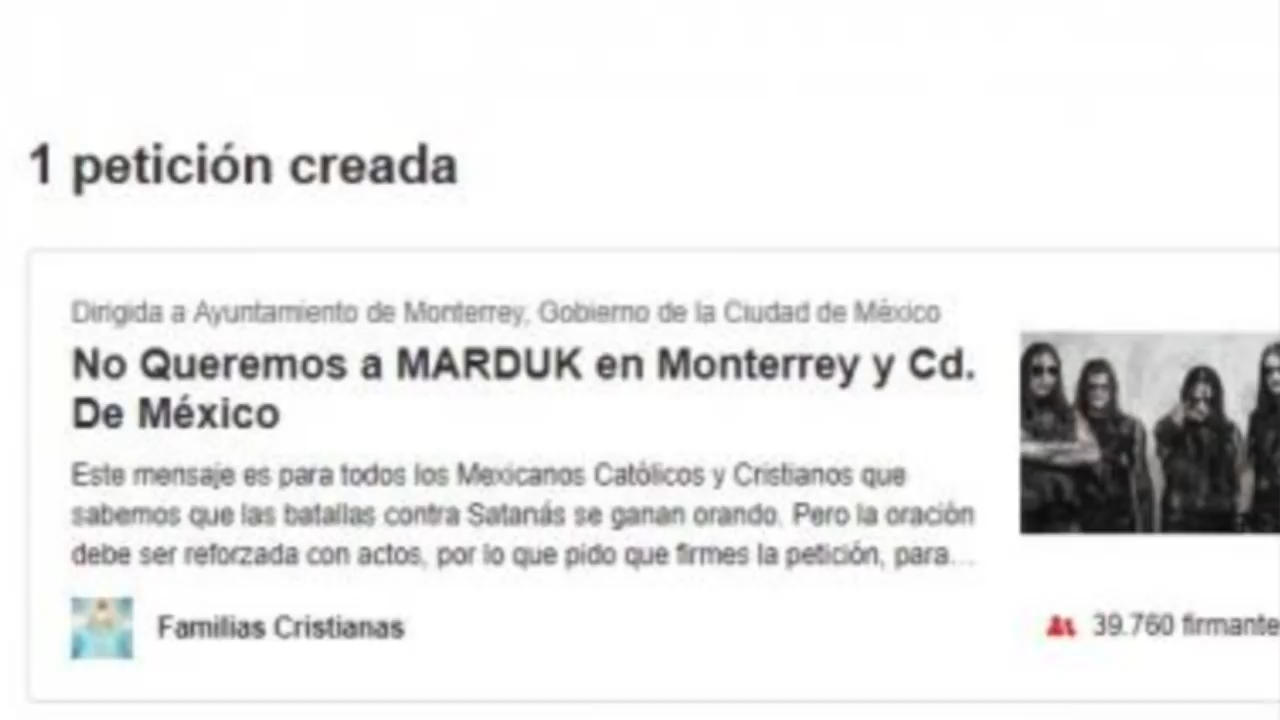 1 petición creada
Dirigida a Ayuntamiento de Monterrey, Gobierno de la Ciudad de México
No Queremos a MARDUK en Monterrey y Cd.
De México
Este mensaje es para todos los Mexicanos Católicos y Cristianos que
sabemos que las batallas contra Satanás se ganan orando. Pero la oración
debe ser reforzada con actos, por lo que pido que firmes la petición, para...
Familias Cristianas
39.760 firmante